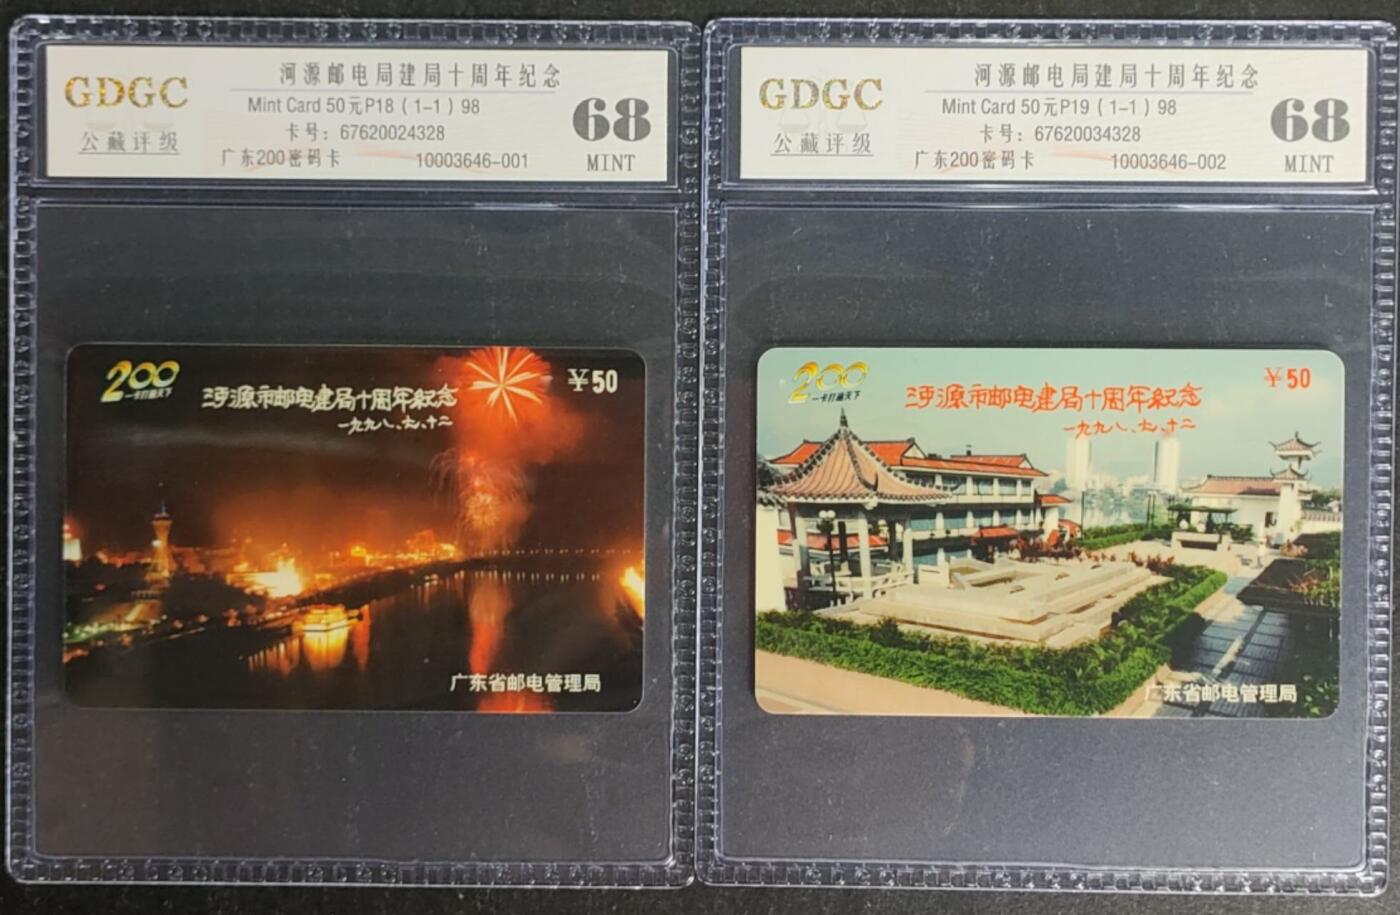 GDGC
公藏评级
河源邮电局建局十周年纪念
Mint Card 50元P18（1-1）98
卡号：67620024328
广东200密码卡 10003646-001
68
MINT
200
一卡打遍天下
河源市邮电建局十周年纪念
一九九八、七、十二
¥50
广东省邮电管理局
GDGC
公藏评级
河源邮电局建局十周年纪念
Mint Card 50元P19（1-1）98
卡号：67620034328
广东200密码卡 10003646-002
68
MINT
200
一卡打遍天下
河源市邮电建局十周年纪念
一九九八、七、十二
¥50
广东省邮电管理局